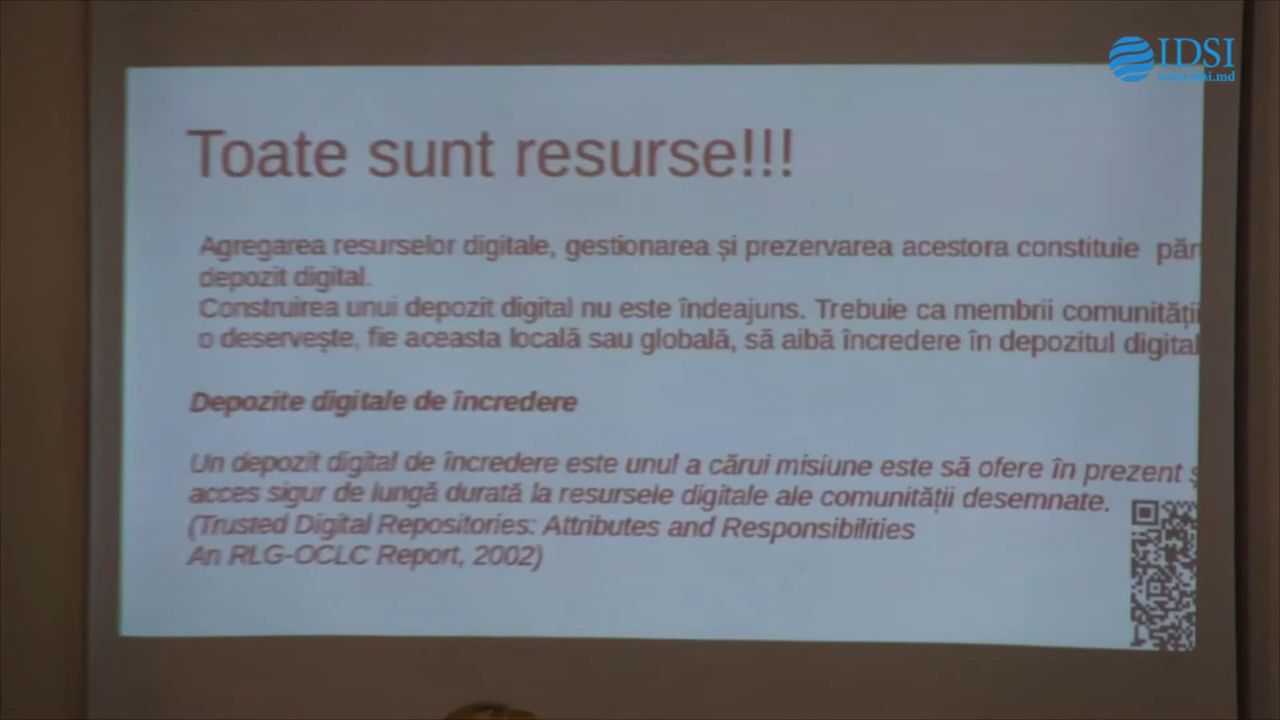 IDSI
www.idsi.md
Toate sunt resurse!!!
Agregarea resurselor digitale, gestionarea și prezervarea acestora constituie
depozit digital.
Construirea unui depozit digital nu este îndeajuns. Trebuie ca membrii comunității
o deservește, fie aceasta locală sau globală, să aibă încredere în depozitul digital
Depozite digitale de încredere
Un depozit digital de încredere este unul a cărui misiune este să ofere în prezent
acces sigur de lungă durată la resursele digitale ale comunității desemnate.
(Trusted Digital Repositories: Attributes and Responsibilities
An RLG-OCLC Report, 2002)